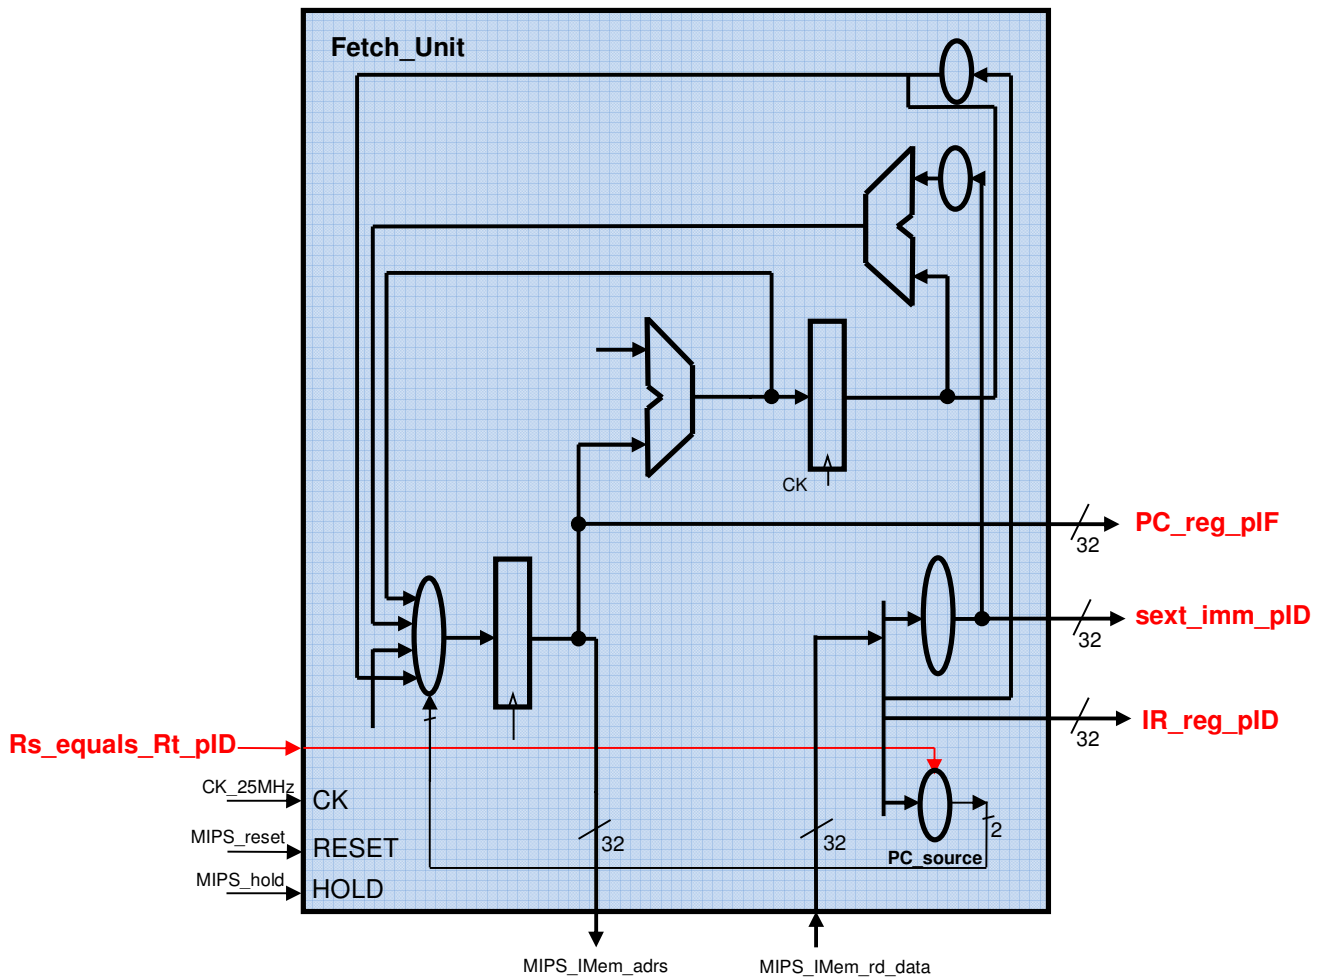 Fetch_Unit
CK
PC_reg_pIF
32
sext_imm_pID
32
IR_reg_pID
32
Rs_equals_Rt_pID
CK_25MHz
CK
MIPS_reset
RESET
MIPS_hold
HOLD
32
32
2
PC_source
MIPS_IMem_adrs
MIPS_IMem_rd_data